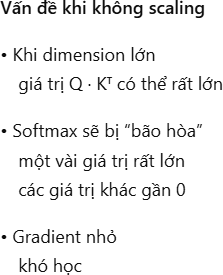 Vấn đề khi không scaling
• Khi dimension lớn
giá trị Q · Kᵀ có thể rất lớn
• Softmax sẽ bị “bão hòa”
một vài giá trị rất lớn
các giá trị khác gần 0
• Gradient nhỏ
khó học